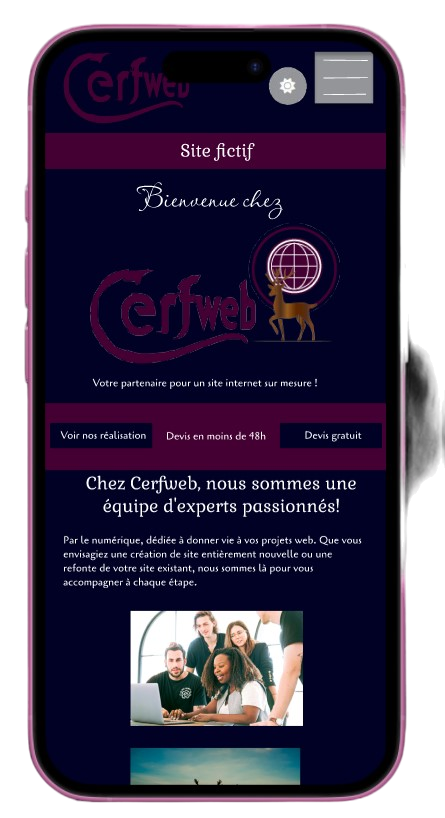 Cerfweb
Site fictif
Bienvenue chez
Cerfweb
Votre partenaire pour un site internet sur mesure !
Voir nos réalisation
Devis en moins de 48h
Devis gratuit
Chez Cerfweb, nous sommes une
équipe d'experts passionnés!
Par le numérique, dédiée à donner vie à vos projets web. Que vous
envisagiez une création de site entièrement nouvelle ou une
refonte de votre site existant, nous sommes là pour vous
accompagner à chaque étape.